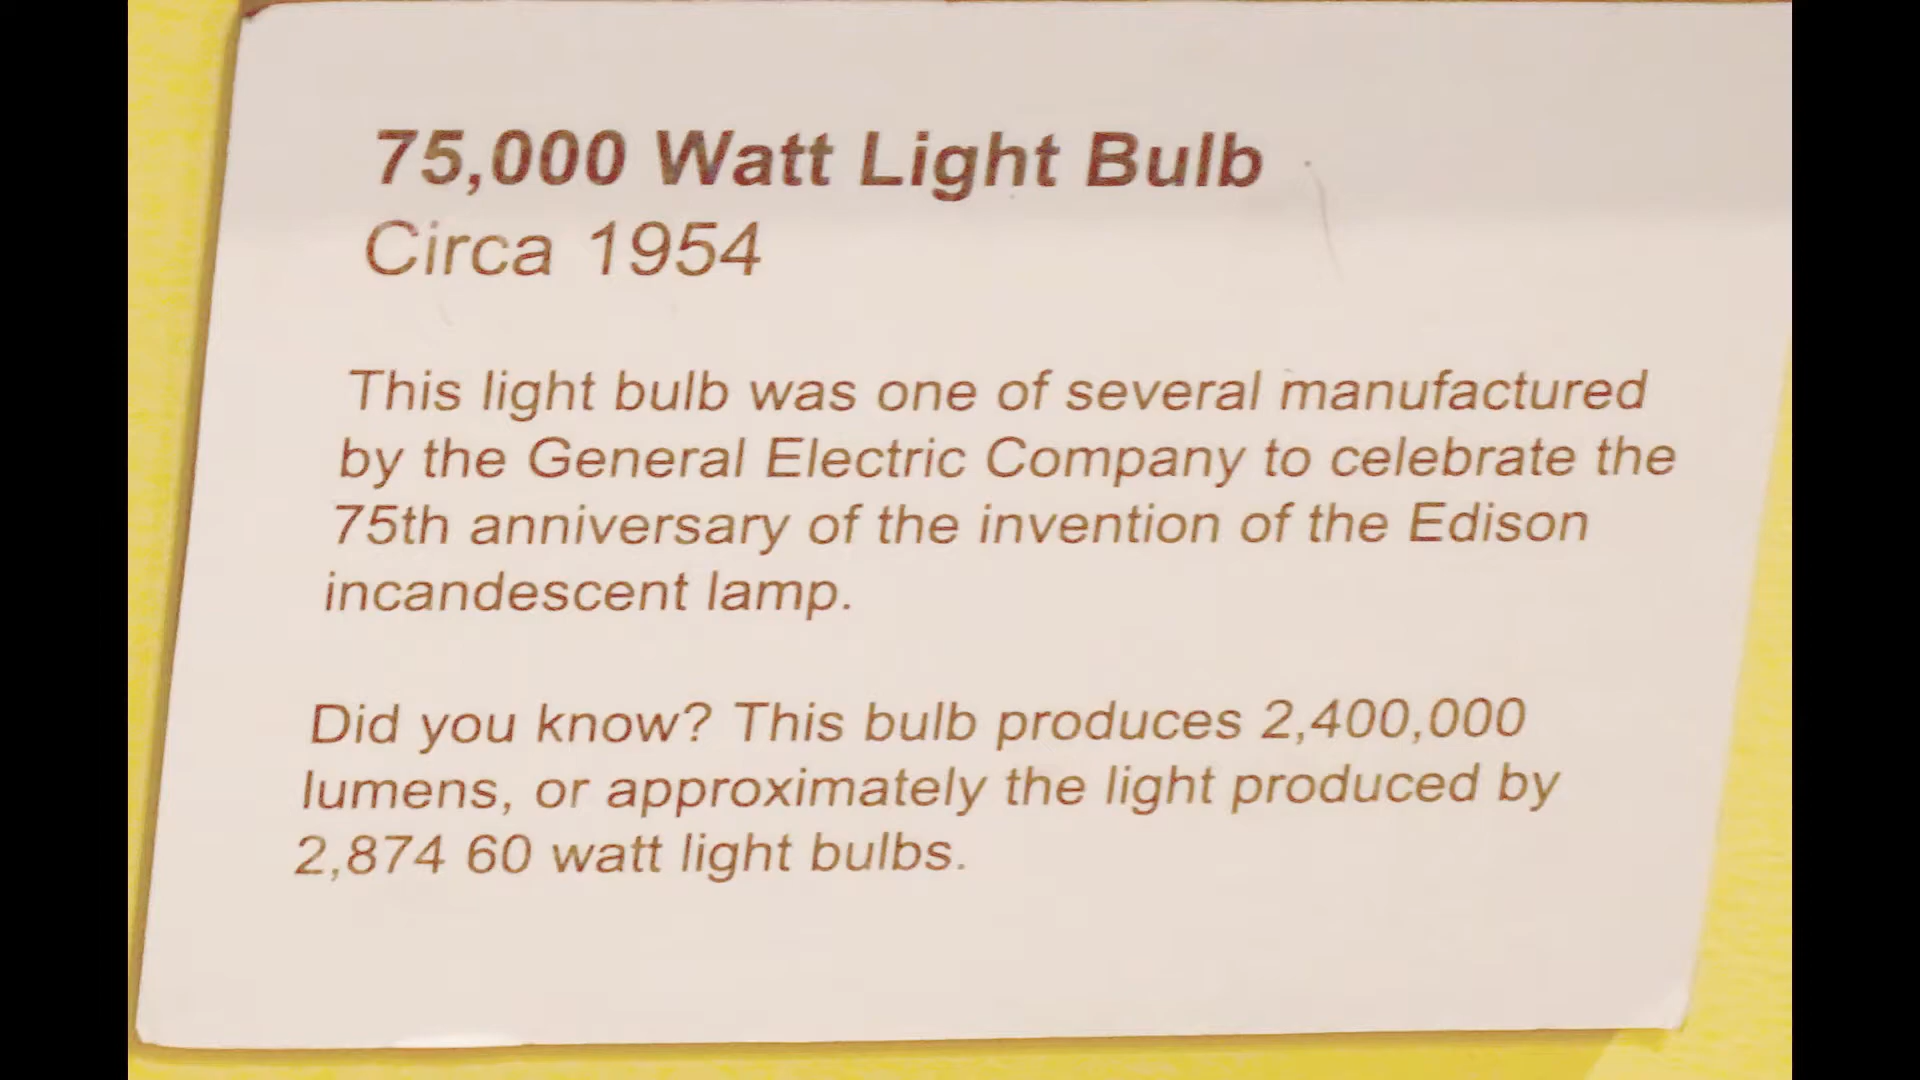 75,000 Watt Light Bulb
Circa 1954
This light bulb was one of several manufactured
by the General Electric Company to celebrate the
75th anniversary of the invention of the Edison
incandescent lamp.
Did you know? This bulb produces 2,400,000
lumens, or approximately the light produced by
2,874 60 watt light bulbs.